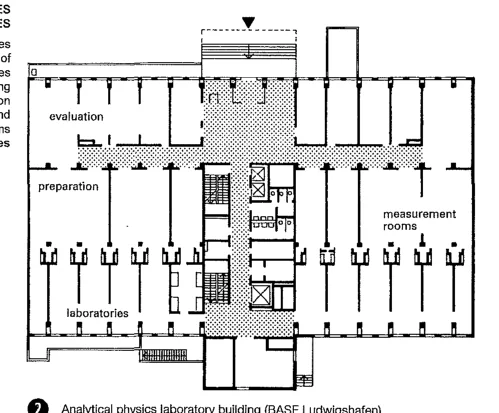 ES
ES
es
of
es
ng
on
nd
ns
es
evaluation
preparation
measurement
rooms
laboratories
2 Analytical physics laboratory building (BASF Ludwigshafen)